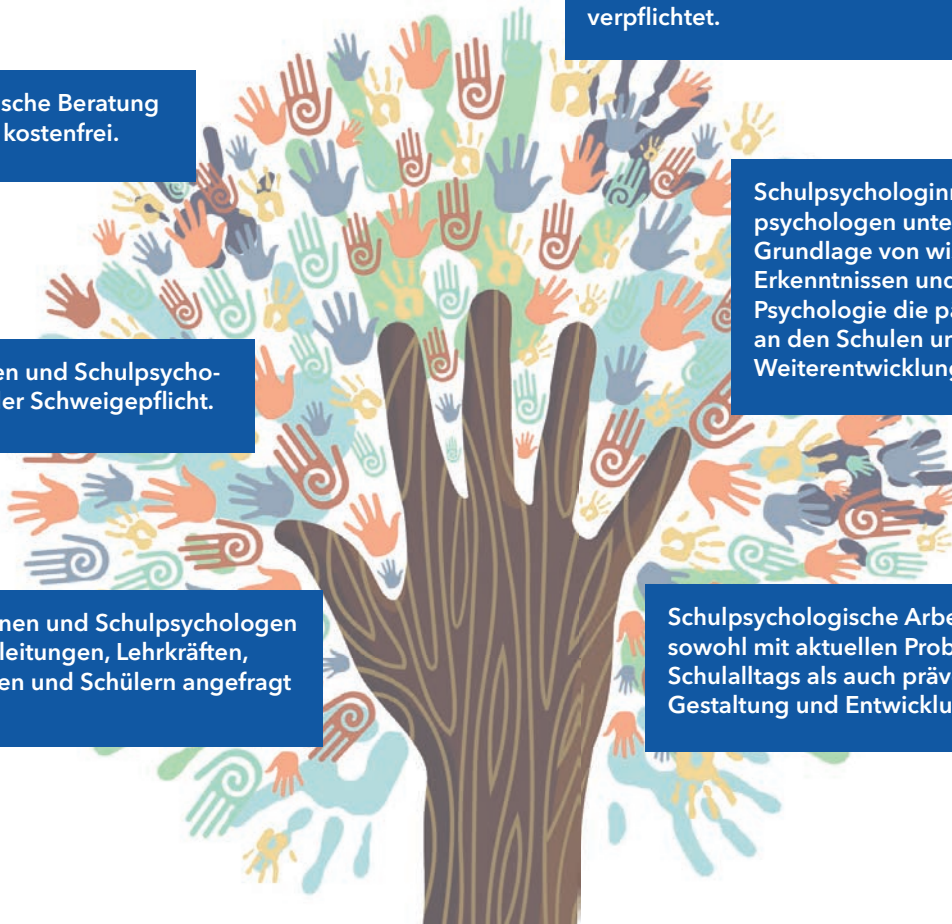 verpflichtet.
sche Beratung
kostenfrei.
Schulpsychologinn
psychologen unte
Grundlage von wi
Erkenntnissen und
Psychologie die pä
an den Schulen un
Weiterentwicklung
en und Schulpsycho-
er Schweigepflicht.
nen und Schulpsychologen
leitungen, Lehrkräften,
en und Schülern angefragt
Schulpsychologische Arbe
sowohl mit aktuellen Prob
Schulalltags als auch präv
Gestaltung und Entwicklu